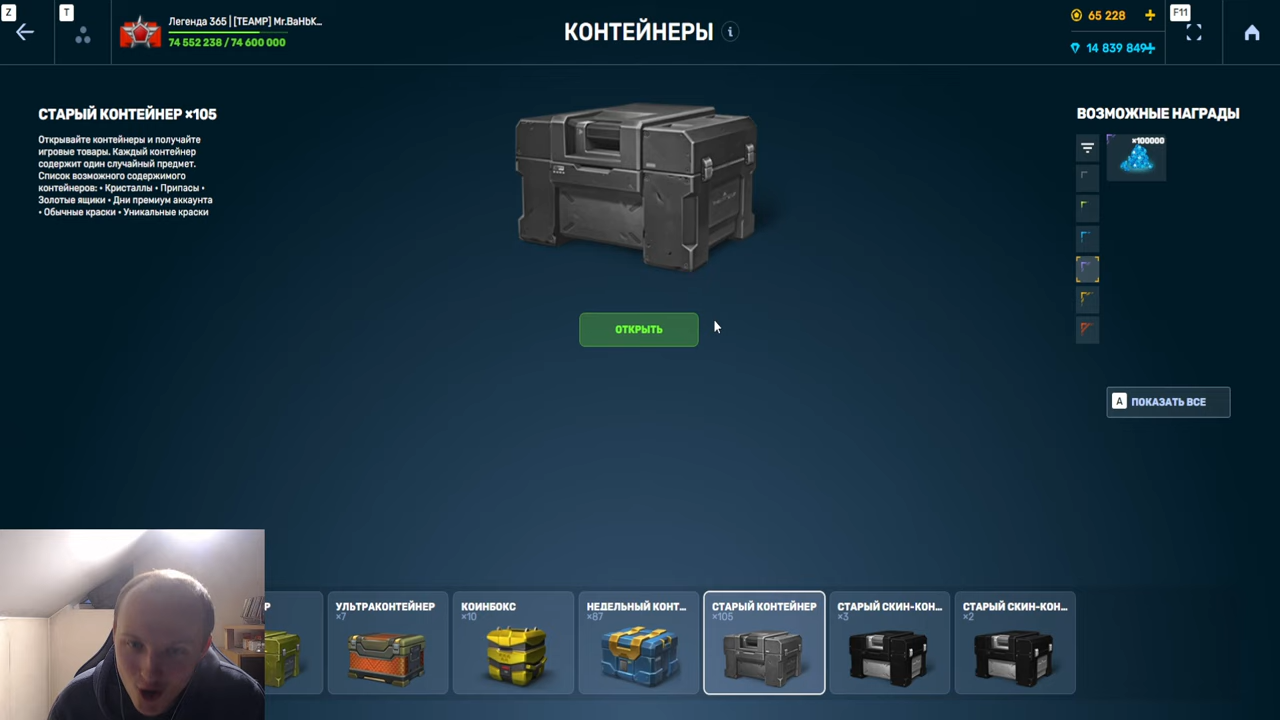 Z
T
Легенда 365 | [TEAMP] Mr.BaHbK...
74 552 238 / 74 600 000
КОНТЕЙНЕРЫ
i
65 228
14 839 849
F11
СТАРЫЙ КОНТЕЙНЕР ×105
Открывайте контейнеры и получайте
игровые товары. Каждый контейнер
содержит один случайный предмет.
Список возможного содержимого
контейнеров: • Кристаллы • Припасы •
Золотые ящики • Дни премиум аккаунта
• Обычные краски • Уникальные краски
ВОЗМОЖНЫЕ НАГРАДЫ
×100000
ОТКРЫТЬ
A ПОКАЗАТЬ ВСЕ
Р
УЛЬТРАКОНТЕЙНЕР
×7
КОИНБОКС
×10
НЕДЕЛЬНЫЙ КОНТ...
×87
СТАРЫЙ КОНТЕЙНЕР
×105
СТАРЫЙ СКИН-КОН...
×3
СТАРЫЙ СКИН-КОН...
×2